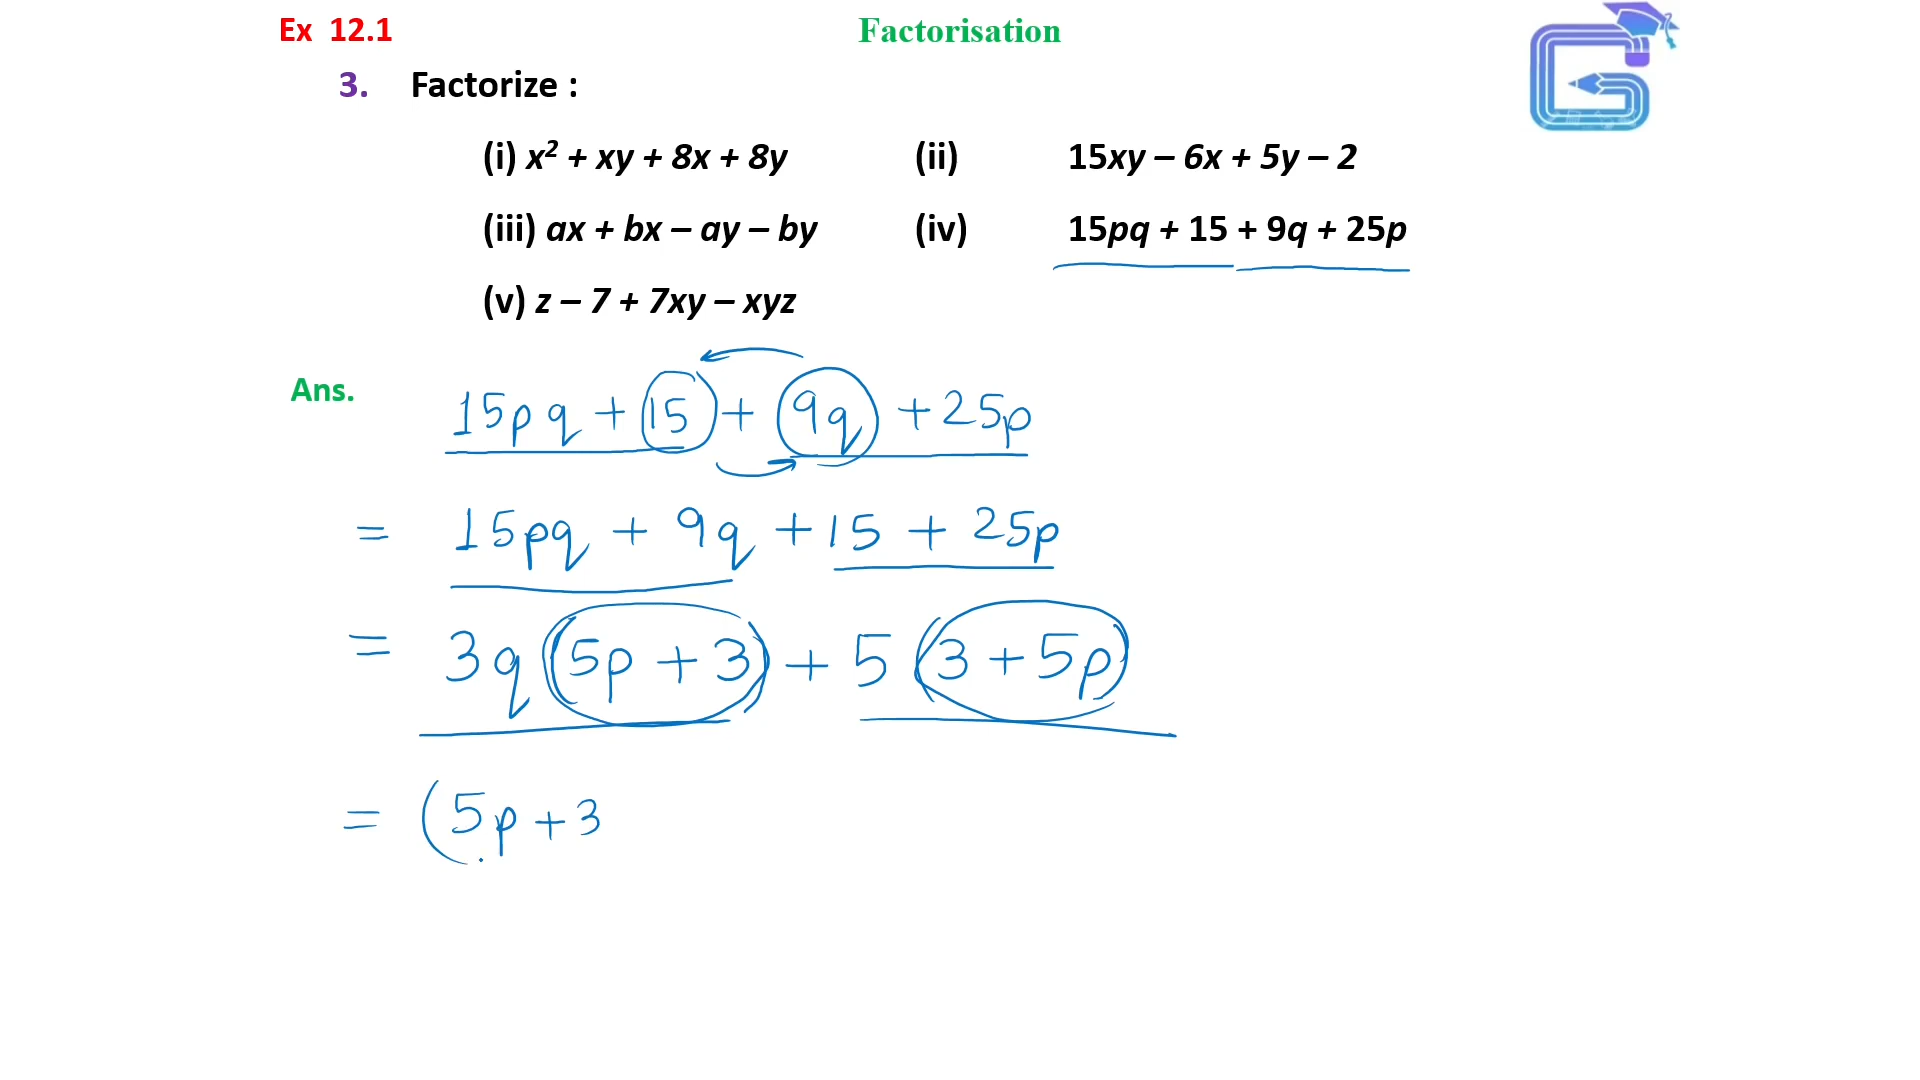 Ex 12.1
Factorisation
3. Factorize :
(i) x² + xy + 8x + 8y (ii) 15xy – 6x + 5y – 2
(iii) ax + bx – ay – by (iv) 15pq + 15 + 9q + 25p
(v) z – 7 + 7xy – xyz
Ans. 15pq + 15 + 9q + 25p
= 15pq + 9q + 15 + 25p
= 3q (5p + 3) + 5 (3 + 5p)
= (5p + 3